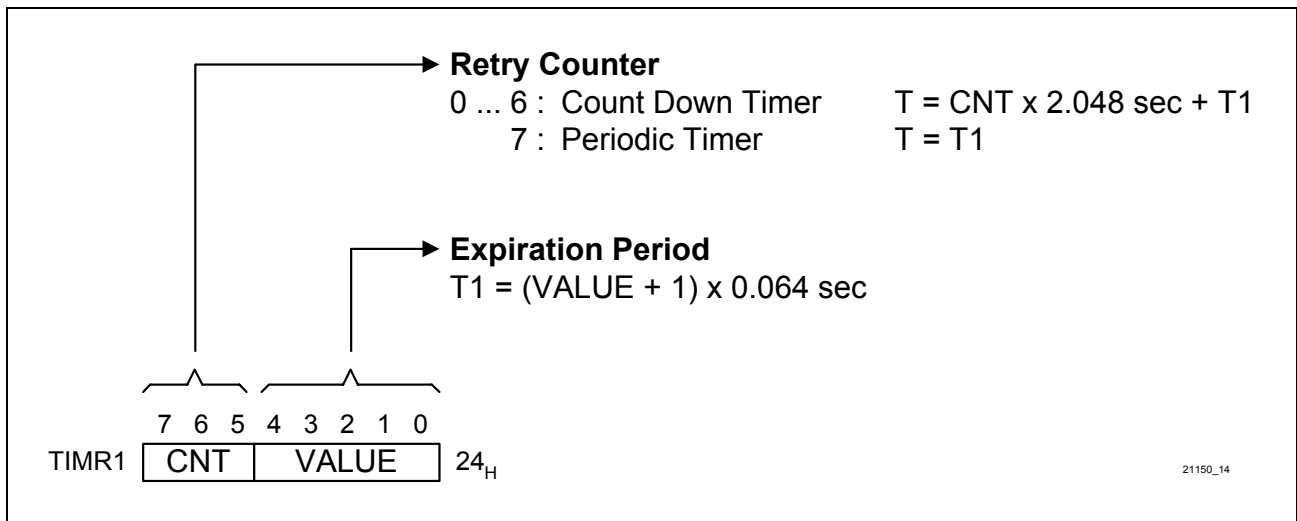 Retry Counter
0 ... 6 : Count Down Timer T = CNT x 2.048 sec + T1
7 : Periodic Timer T = T1
Expiration Period
T1 = (VALUE + 1) x 0.064 sec
7 6 5 4 3 2 1 0
TIMR1 CNT VALUE 24H
21150_14